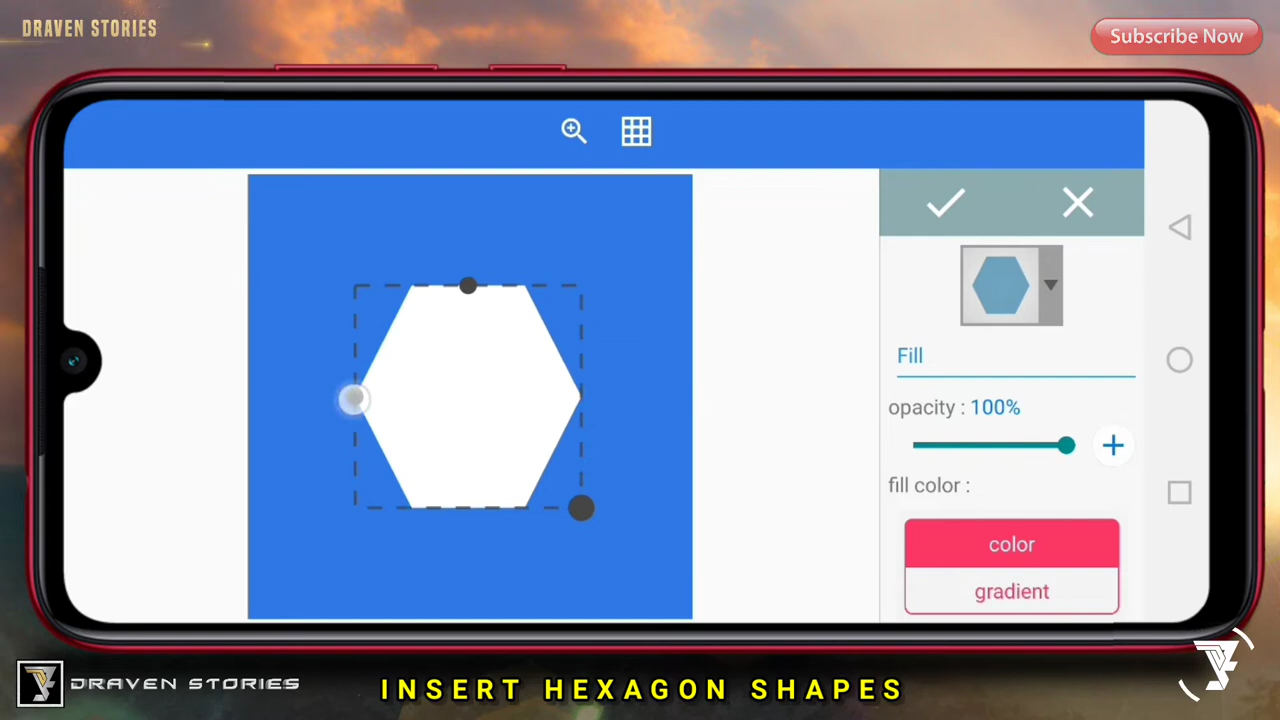 DRAVEN STORIES
Subscribe Now
Fill
opacity : 100%
fill color :
color
gradient
DRAVEN STORIES
INSERT HEXAGON SHAPES